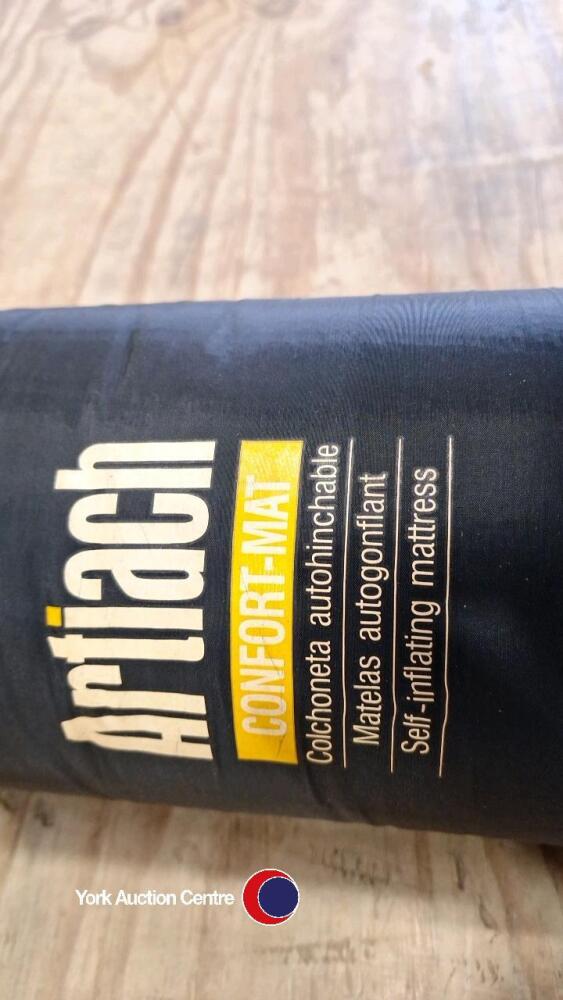 Artiach
CONFORT-MAT
Colchoneta autohinchable
Matelas autogonflant
Self-inflating mattress
York Auction Centre